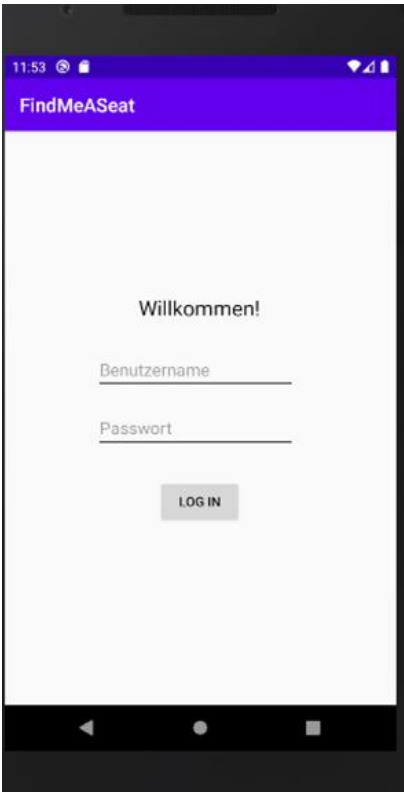 11:53
FindMeASeat
Willkommen!
Benutzername
Passwort
LOG IN